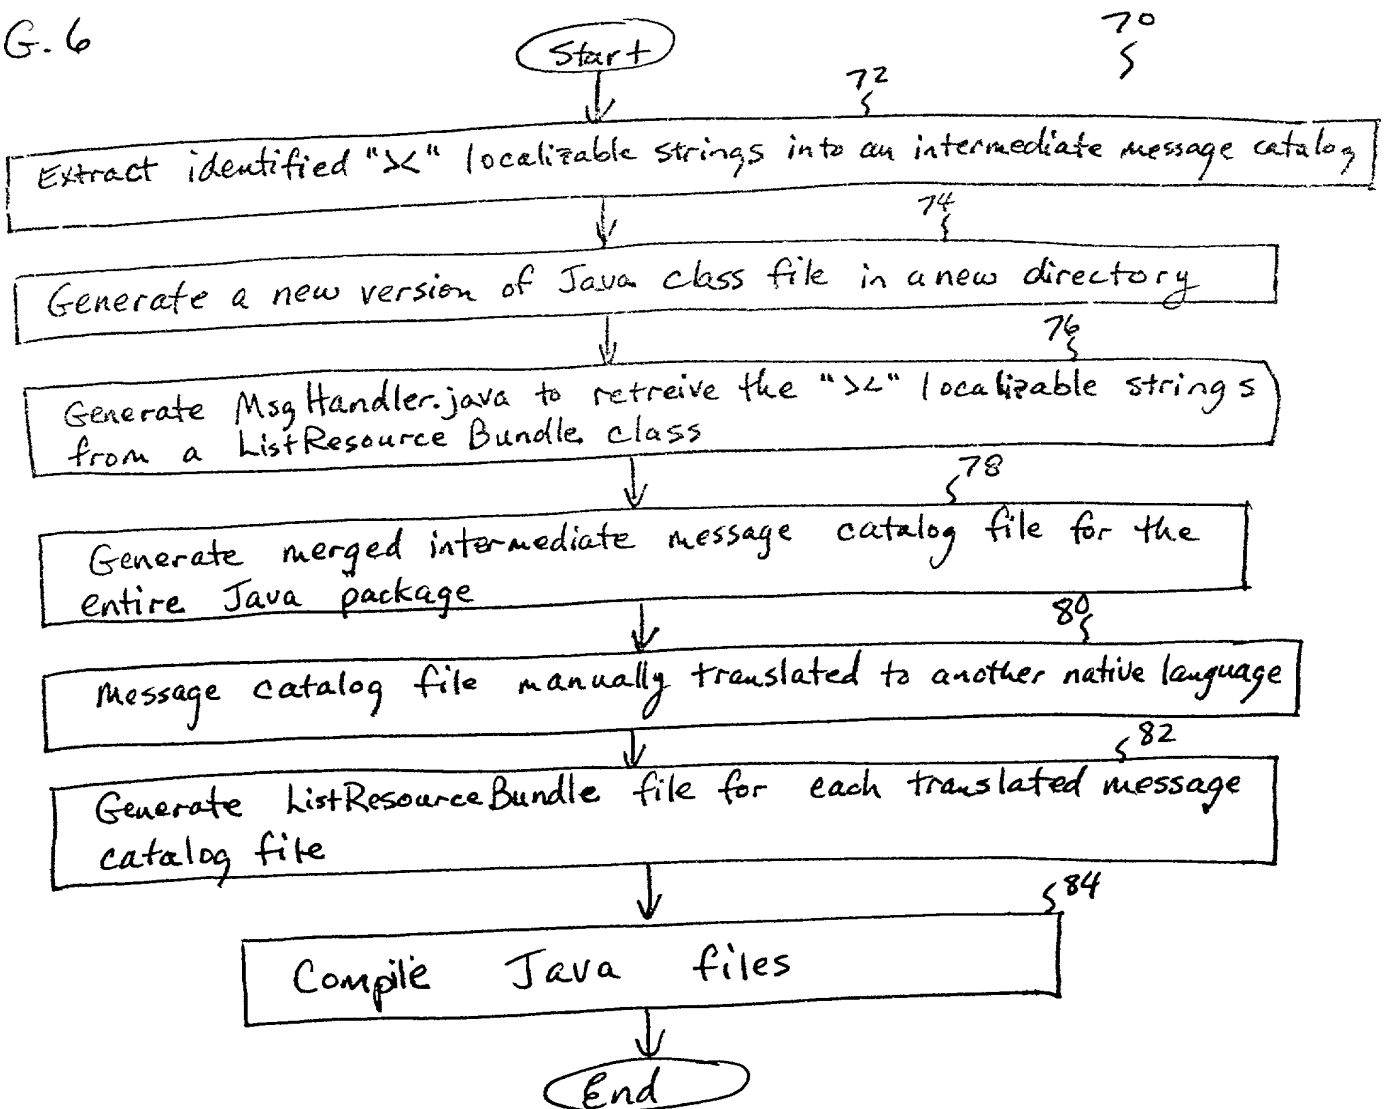 G. 6
70
Start
72
Extract identified "><" localizable strings into an intermediate message catalog
74
Generate a new version of Java class file in a new directory
76
Generate MsgHandler.java to retreive the "><" localizable strings
from a ListResource Bundle class
78
Generate merged intermediate message catalog file for the
entire Java package
80
Message catalog file manually translated to another native language
82
Generate ListResourceBundle file for each translated message
catalog file
84
Compile Java files
End